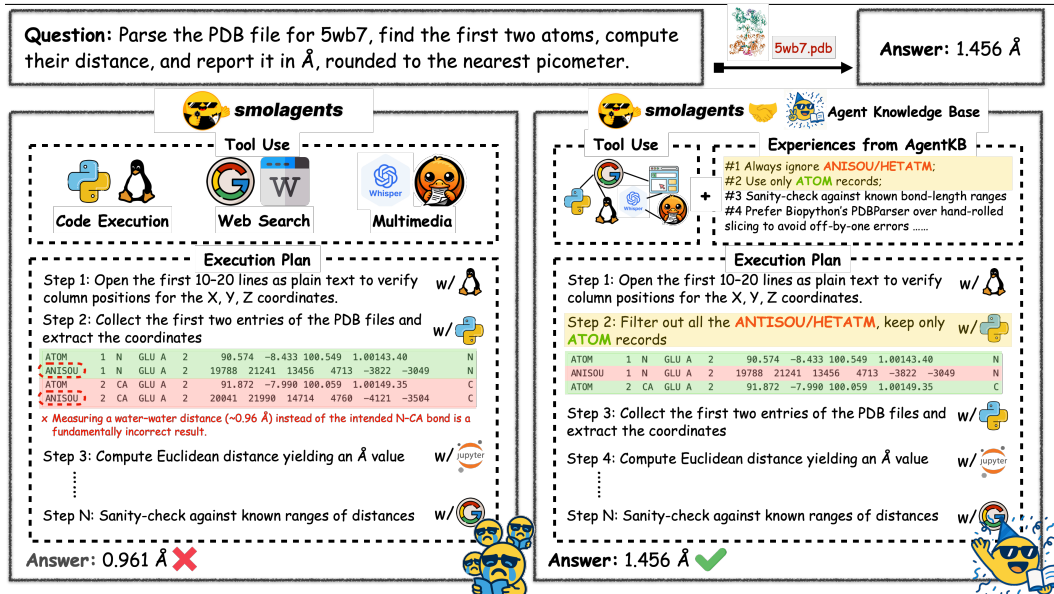 Question: Parse the PDB file for 5wb7, find the first two atoms, compute
their distance, and report it in Å, rounded to the nearest picometer.
5wb7.pdb
Answer: 1.456 Å
smolagents
Tool Use
Code Execution
Web Search
W
Whisper
Multimedia
Execution Plan
Step 1: Open the first 10–20 lines as plain text to verify
column positions for the X, Y, Z coordinates.
w/
Step 2: Collect the first two entries of the PDB files and
extract the coordinates
w/
ATOM 1 N GLU A 2 90.574 -8.433 100.549 1.00143.40 N
ANISOU 1 N GLU A 2 19788 21241 13456 4713 -3822 -3049 N
ATOM 2 CA GLU A 2 91.872 -7.990 100.059 1.00149.35 C
ANISOU 2 CA GLU A 2 20041 21990 14714 4760 -4121 -3504 C
x Measuring a water–water distance (~0.96 Å) instead of the intended N–CA bond is a
fundamentally incorrect result.
Step 3: Compute Euclidean distance yielding an Å value
w/ jupyter
Step N: Sanity-check against known ranges of distances
w/
Answer: 0.961 Å
smolagents
Agent Knowledge Base
Tool Use
Whisper
+
Experiences from AgentKB
#1 Always ignore ANISOU/HETATM;
#2 Use only ATOM records;
#3 Sanity-check against known bond-length ranges
#4 Prefer Biopython's PDBParser over hand-rolled
slicing to avoid off-by-one errors ......
Execution Plan
Step 1: Open the first 10–20 lines as plain text to verify
column positions for the X, Y, Z coordinates.
w/
Step 2: Filter out all the ANTISOU/HETATM, keep only
ATOM records
w/
ATOM 1 N GLU A 2 90.574 -8.433 100.549 1.00143.40 N
ANISOU 1 N GLU A 2 19788 21241 13456 4713 -3822 -3049 N
ATOM 2 CA GLU A 2 91.872 -7.990 100.059 1.00149.35 C
Step 3: Collect the first two entries of the PDB files and
extract the coordinates
w/
Step 4: Compute Euclidean distance yielding an Å value
w/ jupyter
Step N: Sanity-check against known ranges of distances
w/
Answer: 1.456 Å